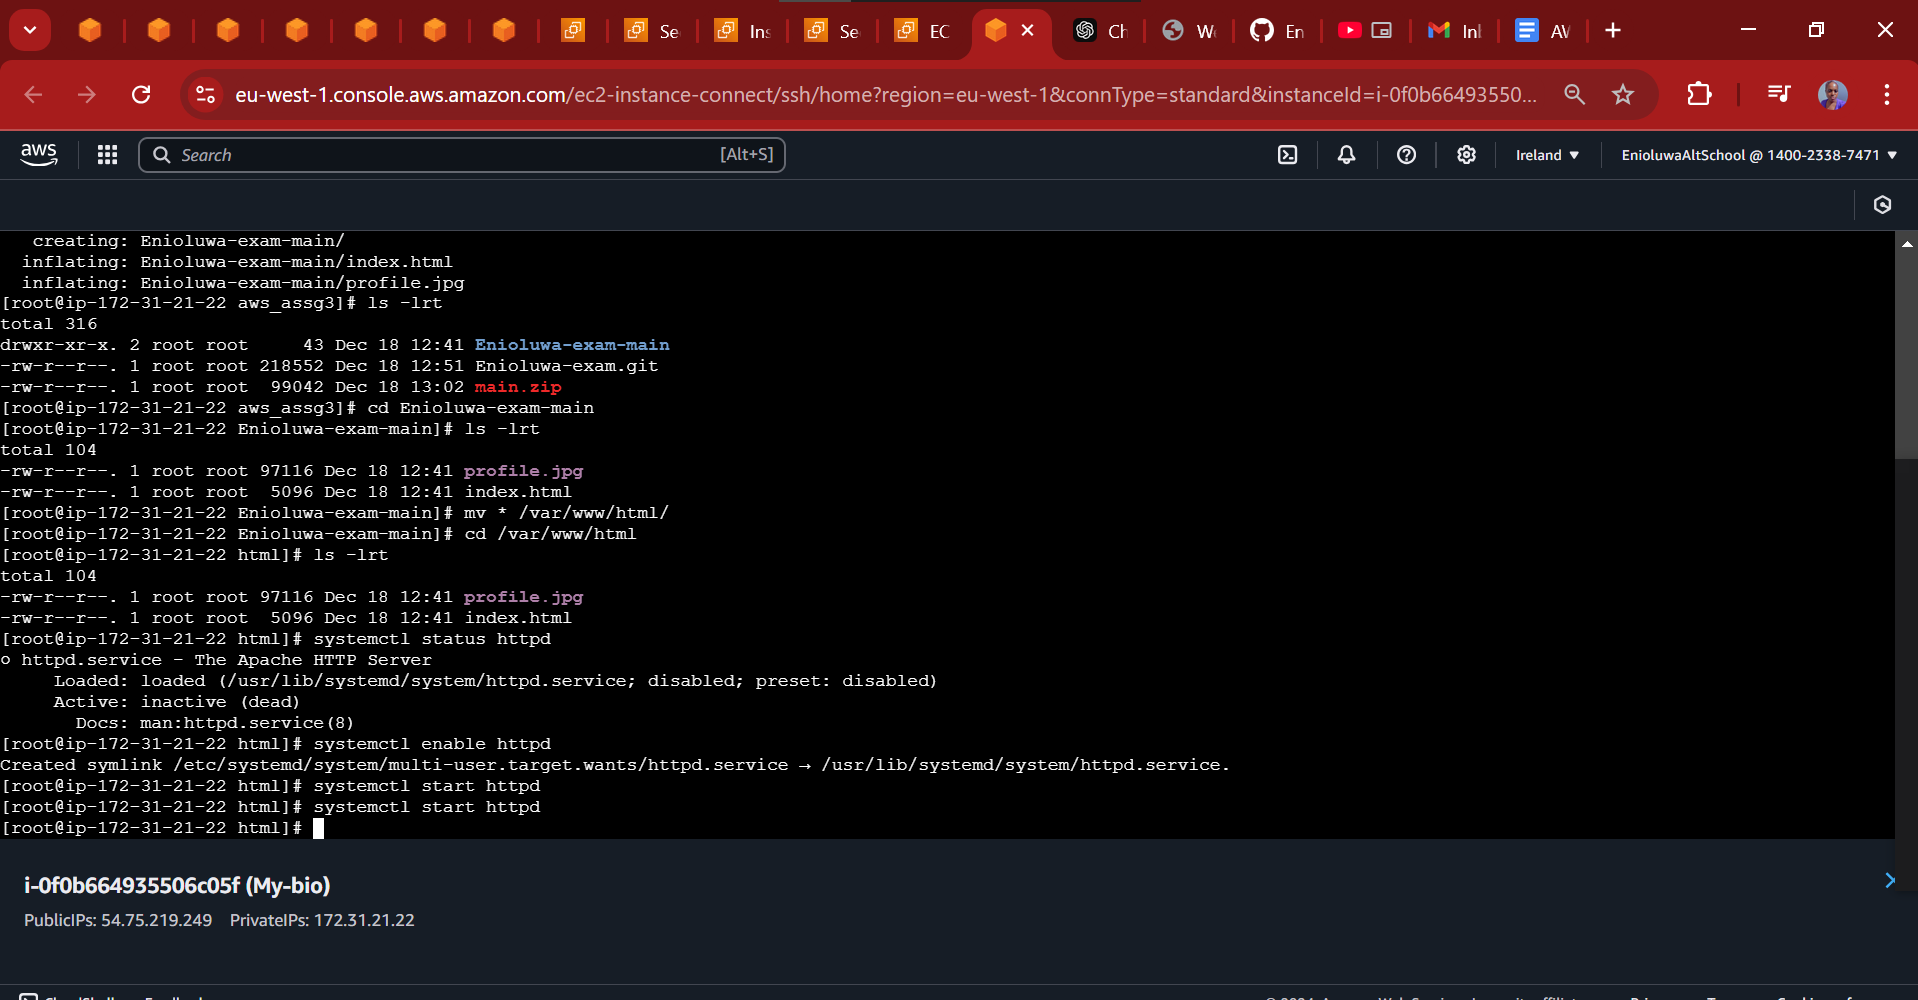 Se
Ins
Se
EC
Ch
W
En
Inl
AV
eu-west-1.console.aws.amazon.com/ec2-instance-connect/ssh/home?region=eu-west-1&connType=standard&instanceId=i-0f0b66493550...
aws
Search
[Alt+S]
Ireland
EnioluwaAltSchool @ 1400-2338-7471
creating: Enioluwa-exam-main/
inflating: Enioluwa-exam-main/index.html
inflating: Enioluwa-exam-main/profile.jpg
[root@ip-172-31-21-22 aws_assg3]# ls -lrt
total 316
drwxr-xr-x. 2 root root     43 Dec 18 12:41 Enioluwa-exam-main
-rw-r--r--. 1 root root 218552 Dec 18 12:51 Enioluwa-exam.git
-rw-r--r--. 1 root root  99042 Dec 18 13:02 main.zip
[root@ip-172-31-21-22 aws_assg3]# cd Enioluwa-exam-main
[root@ip-172-31-21-22 Enioluwa-exam-main]# ls -lrt
total 104
-rw-r--r--. 1 root root 97116 Dec 18 12:41 profile.jpg
-rw-r--r--. 1 root root  5096 Dec 18 12:41 index.html
[root@ip-172-31-21-22 Enioluwa-exam-main]# mv * /var/www/html/
[root@ip-172-31-21-22 Enioluwa-exam-main]# cd /var/www/html
[root@ip-172-31-21-22 html]# ls -lrt
total 104
-rw-r--r--. 1 root root 97116 Dec 18 12:41 profile.jpg
-rw-r--r--. 1 root root  5096 Dec 18 12:41 index.html
[root@ip-172-31-21-22 html]# systemctl status httpd
○ httpd.service - The Apache HTTP Server
Loaded: loaded (/usr/lib/systemd/system/httpd.service; disabled; preset: disabled)
Active: inactive (dead)
Docs: man:httpd.service(8)
[root@ip-172-31-21-22 html]# systemctl enable httpd
Created symlink /etc/systemd/system/multi-user.target.wants/httpd.service → /usr/lib/systemd/system/httpd.service.
[root@ip-172-31-21-22 html]# systemctl start httpd
[root@ip-172-31-21-22 html]# systemctl start httpd
[root@ip-172-31-21-22 html]#
i-0f0b664935506c05f (My-bio)
PublicIPs: 54.75.219.249 PrivateIPs: 172.31.21.22